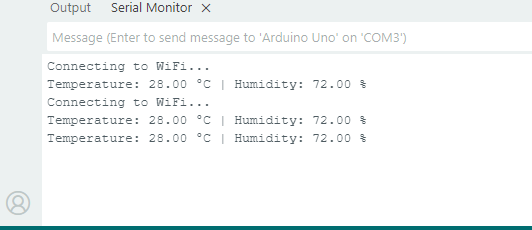 Output Serial Monitor ×
Message (Enter to send message to 'Arduino Uno' on 'COM3')
Connecting to WiFi...
Temperature: 28.00 °C | Humidity: 72.00 %
Connecting to WiFi...
Temperature: 28.00 °C | Humidity: 72.00 %
Temperature: 28.00 °C | Humidity: 72.00 %